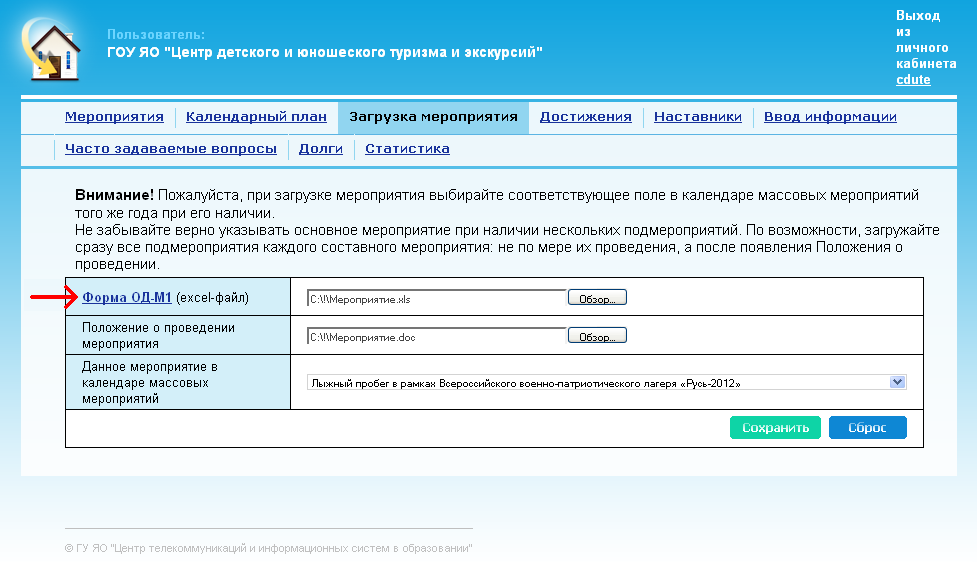 Пользователь:
ГОУ ЯО "Центр детского и юношеского туризма и экскурсий"
Выход
из
личного
кабинета
cdute
Мероприятия Календарный план Загрузка мероприятия Достижения Наставники Ввод информации
Часто задаваемые вопросы Долги Статистика
Внимание! Пожалуйста, при загрузке мероприятия выбирайте соответствующее поле в календаре массовых мероприятий
того же года при его наличии.
Не забывайте верно указывать основное мероприятие при наличии нескольких подмероприятий. По возможности, загружайте
сразу все подмероприятия каждого составного мероприятия: не по мере их проведения, а после появления Положения о
проведении.
Форма ОД-М1 (excel-файл) C:\!\Мероприятие.xls Обзор...
Положение о проведении
мероприятия
C:\!\Мероприятие.doc Обзор...
Данное мероприятие в
календаре массовых
мероприятий
Лыжный пробег в рамках Всероссийского военно-патриотического лагеря «Русь-2012»
Сохранить Сброс
© ГУ ЯО "Центр телекоммуникаций и информационных систем в образовании"